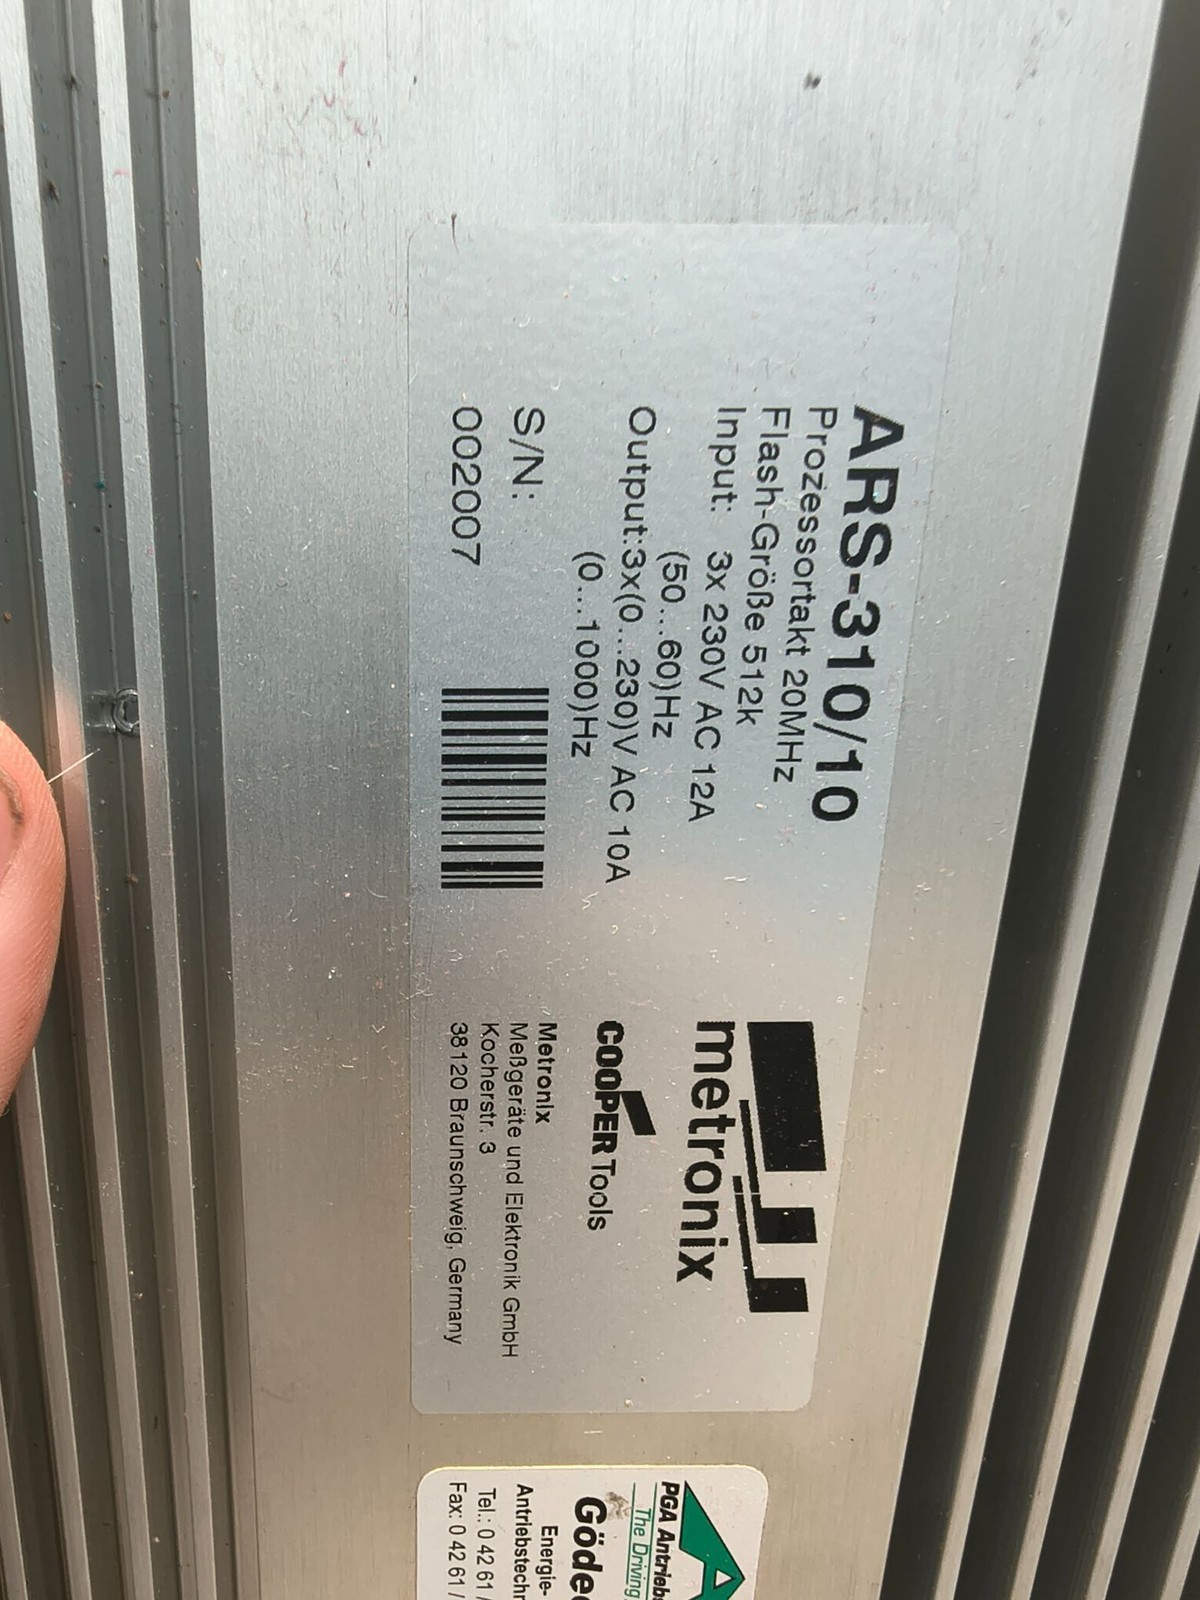 ARS-310/10
Prozessortakt 20MHz
Flash-Größe 512k
Input: 3x 230V AC 12A
(50...60)Hz
Output:3x(0...230)V AC 10A
(0...1000)Hz
S/N:
002007
metronix
COOPER Tools
Metronix
Meßgeräte und Elektronik GmbH
Kocherstr. 3
38120 Braunschweig, Germany
PGA Antriebs
The Driving
Göde
Energie-
Antriebstech
Tel.: 0 42 61 /
Fax: 0 42 61 /